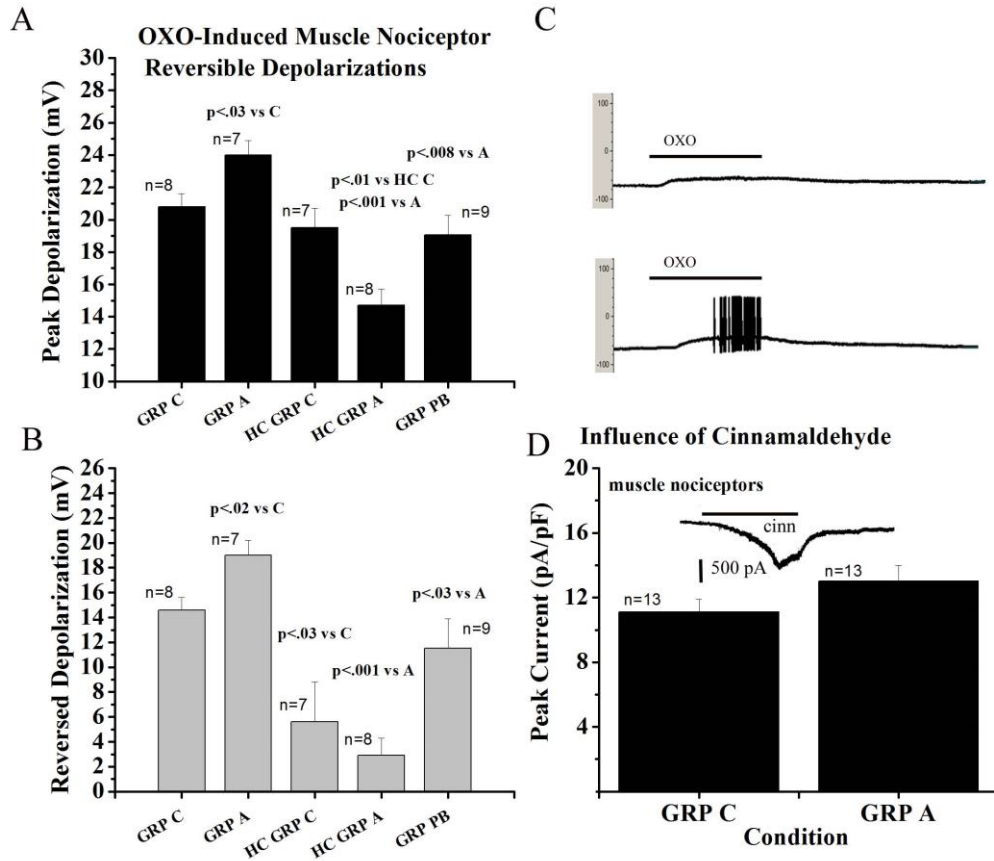 A
OXO-Induced Muscle Nociceptor
Reversible Depolarizations
Peak Depolarization (mV)
30
28
26
24
22
20
18
16
14
12
10
n=8
p<.03 vs C
n=7
n=7
p<.01 vs HC C
p<.001 vs A
n=8
p<.008 vs A
n=9
GRP C
GRP A
HC GRP C
HC GRP A
GRP PB
B
Reversed Depolarization (mV)
26
24
22
20
18
16
14
12
10
8
6
4
2
0
n=8
p<.02 vs C
n=7
p<.03 vs C
n=7
p<.001 vs A
n=8
p<.03 vs A
n=9
GRP C
GRP A
HC GRP C
HC GRP A
GRP PB
C
100
0
-100
OXO
100
0
-100
OXO
D
Influence of Cinnamaldehyde
Peak Current (pA/pF)
20
16
12
8
4
muscle nociceptors
cinn
500 pA
n=13
n=13
GRP C
GRP A
Condition